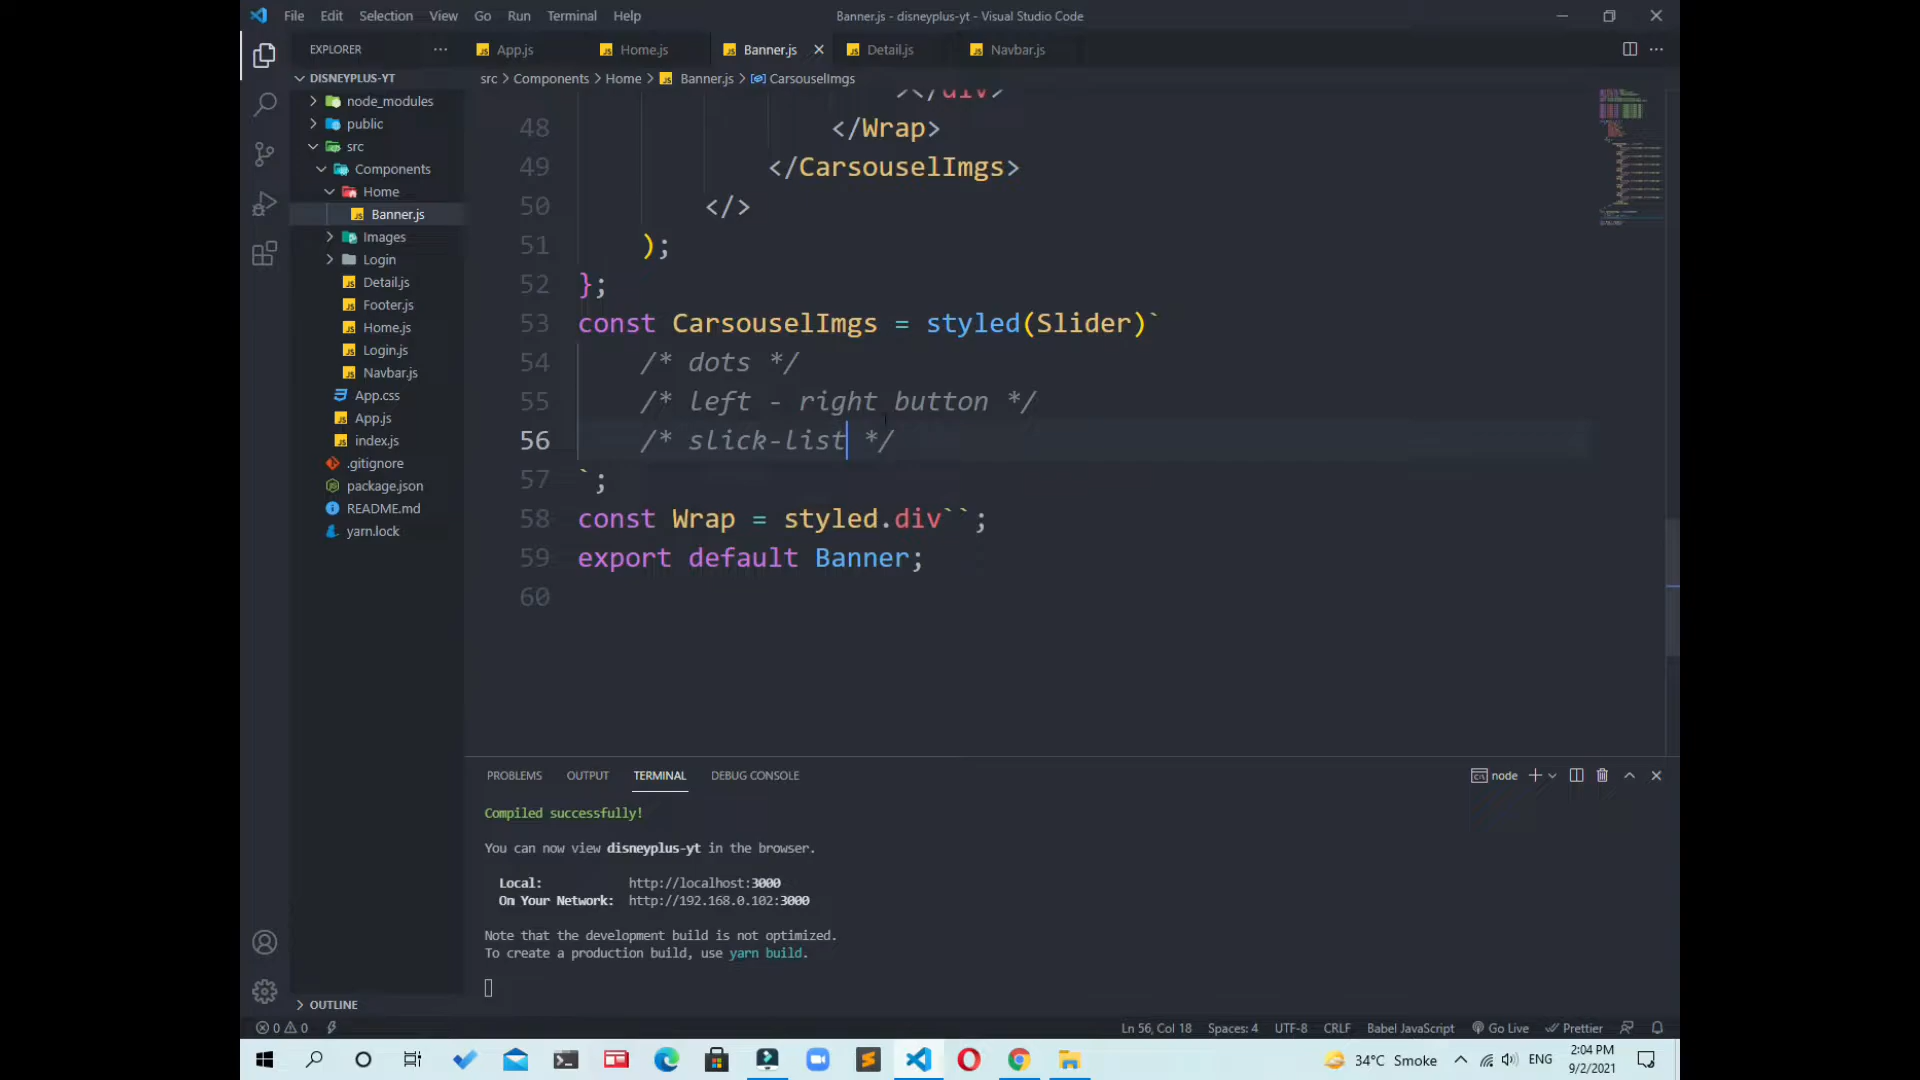 File Edit Selection View Go Run Terminal Help Banner.js - disneyplus-yt - Visual Studio Code
EXPLORER ··· App.js Home.js Banner.js Detail.js Navbar.js
DISNEYPLUS-YT
src > Components > Home > Banner.js > CarsouselImgs
node_modules
public
src
Components
Home
Banner.js
Images
Login
Detail.js
Footer.js
Home.js
Login.js
Navbar.js
App.css
App.js
index.js
.gitignore
package.json
README.md
yarn.lock
OUTLINE
></div>
48 </Wrap>
49 </CarsouselImgs>
50 </>
51 );
52 };
53 const CarsouselImgs = styled(Slider)`
54 /* dots */
55 /* left - right button */
56 /* slick-list */
57 `;
58 const Wrap = styled.div``;
59 export default Banner;
60
PROBLEMS OUTPUT TERMINAL DEBUG CONSOLE node
Compiled successfully!
You can now view disneyplus-yt in the browser.
Local: http://localhost:3000
On Your Network: http://192.168.0.102:3000
Note that the development build is not optimized.
To create a production build, use yarn build.
0 0 Ln 56, Col 18 Spaces: 4 UTF-8 CRLF Babel JavaScript Go Live Prettier
34°C Smoke ENG 2:04 PM
9/2/2021